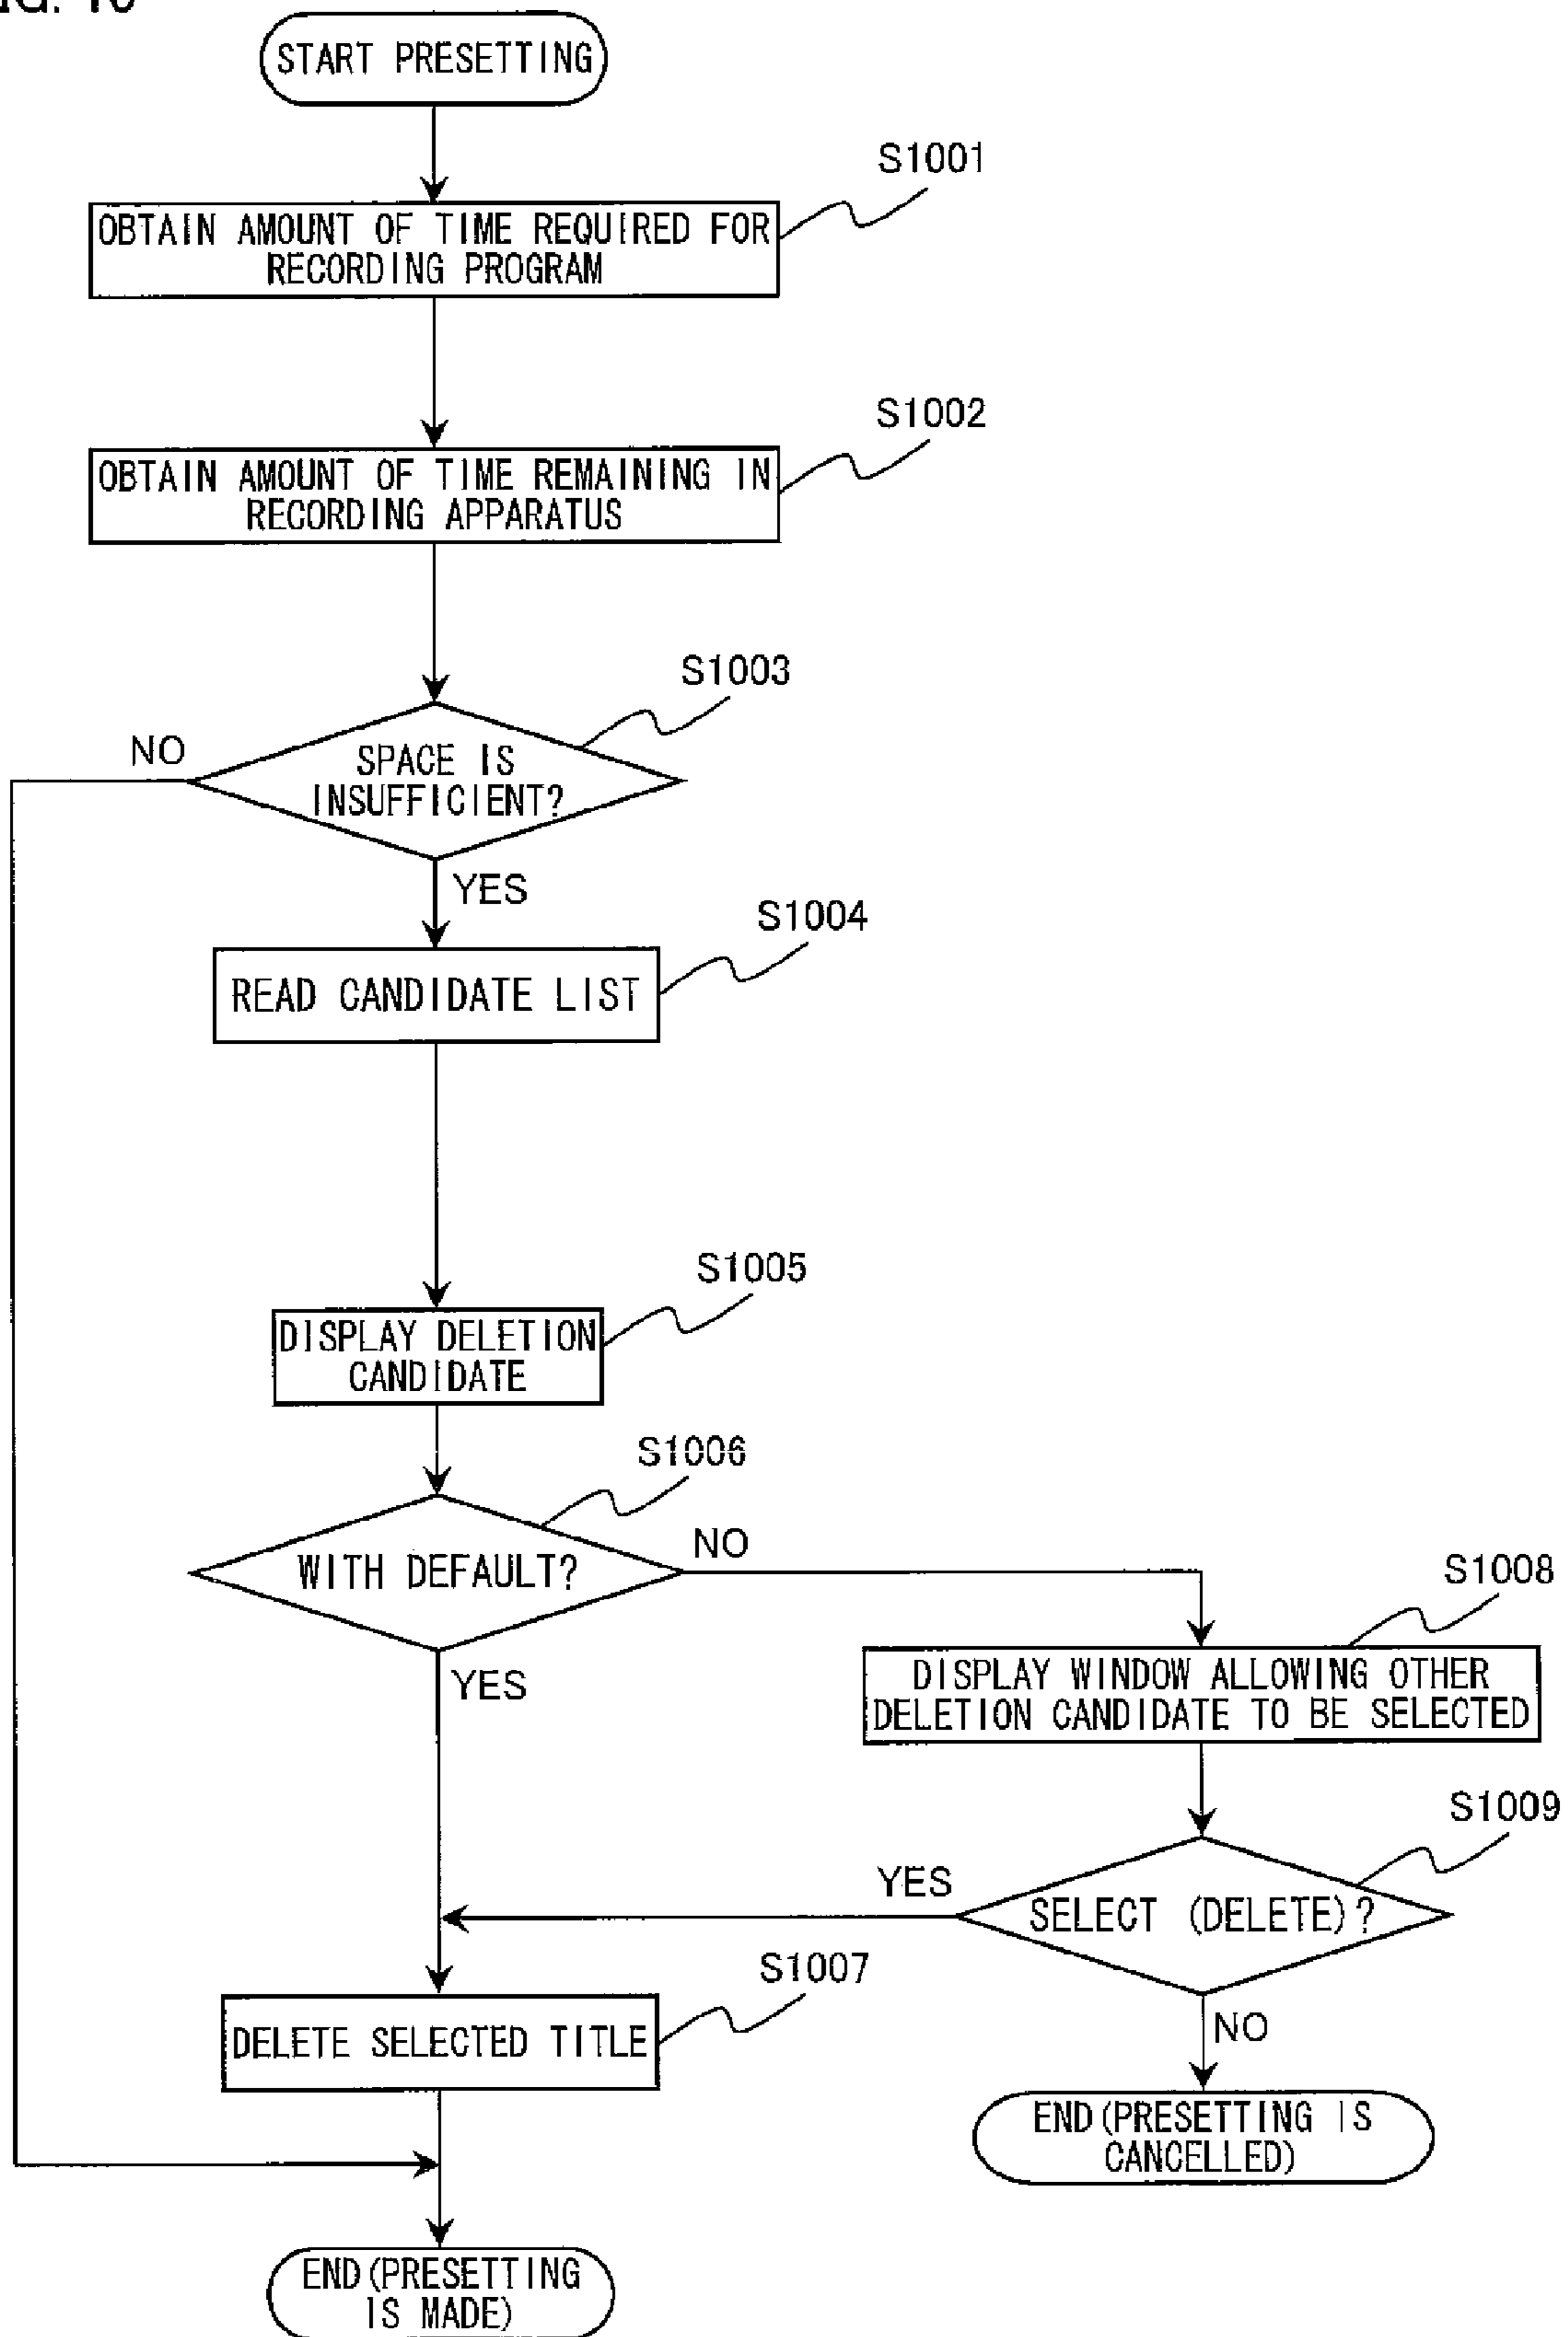 START PRESETTING
S1001
OBTAIN AMOUNT OF TIME REQUIRED FOR
RECORDING PROGRAM
S1002
OBTAIN AMOUNT OF TIME REMAINING IN
RECORDING APPARATUS
S1003
NO
SPACE IS
INSUFFICIENT?
YES
S1004
READ CANDIDATE LIST
S1005
DISPLAY DELETION
CANDIDATE
S1006
WITH DEFAULT?
NO
YES
S1008
DISPLAY WINDOW ALLOWING OTHER
DELETION CANDIDATE TO BE SELECTED
S1009
YES
SELECT (DELETE)?
S1007
DELETE SELECTED TITLE
NO
END(PRESETTING IS
CANCELLED)
END(PRESETTING
IS MADE)